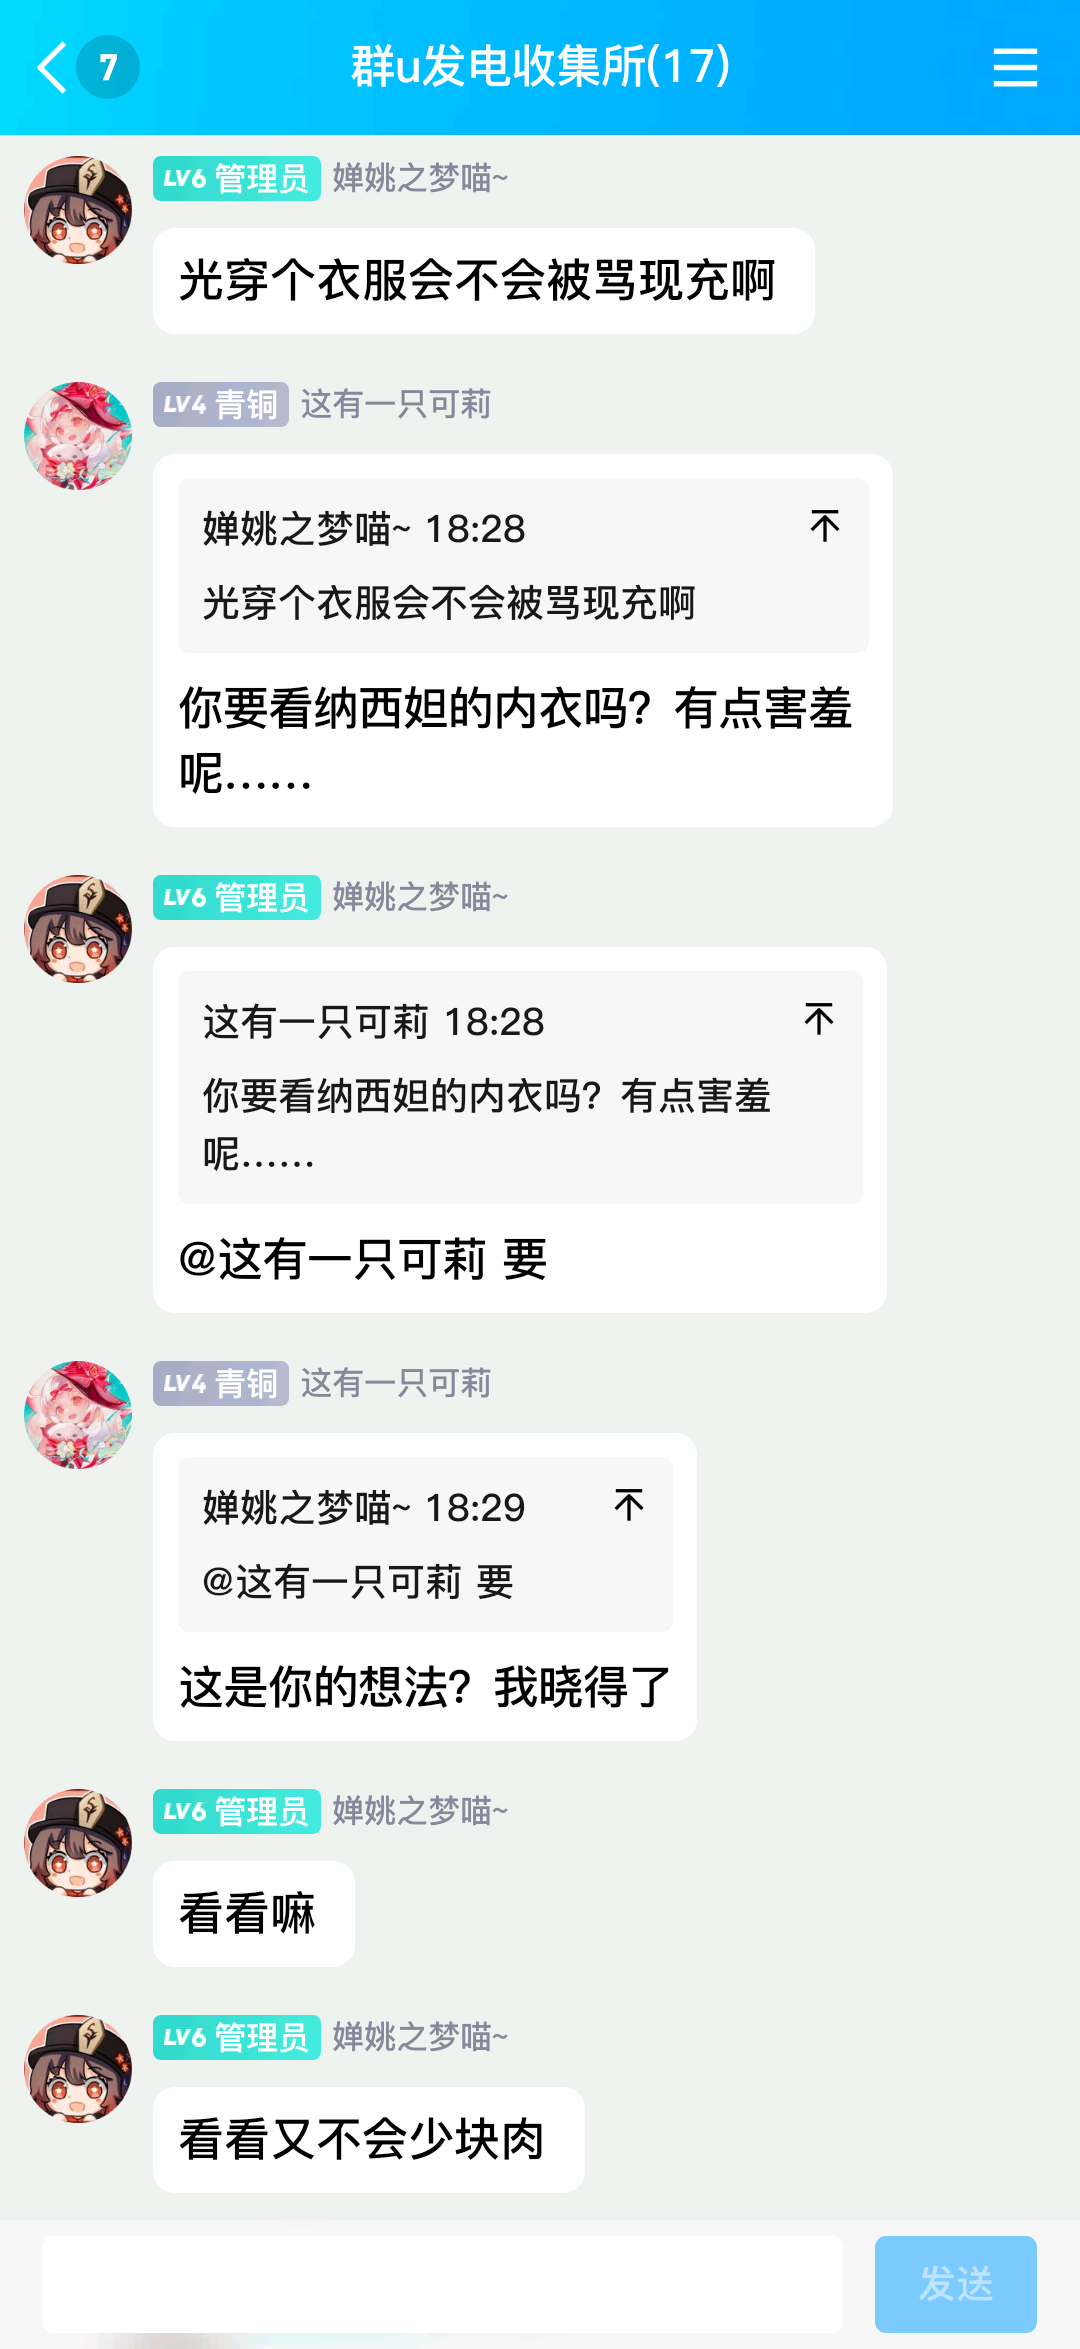 7
群u发电收集所(17)
LV6 管理员 婵姚之梦喵~
光穿个衣服会不会被骂现充啊
LV4 青铜 这有一只可莉
婵姚之梦喵~ 18:28
光穿个衣服会不会被骂现充啊
你要看纳西妲的内衣吗？有点害羞
呢……
LV6 管理员 婵姚之梦喵~
这有一只可莉 18:28
你要看纳西妲的内衣吗？有点害羞
呢……
@这有一只可莉 要
LV4 青铜 这有一只可莉
婵姚之梦喵~ 18:29
@这有一只可莉 要
这是你的想法？我晓得了
LV6 管理员 婵姚之梦喵~
看看嘛
LV6 管理员 婵姚之梦喵~
看看又不会少块肉
发送